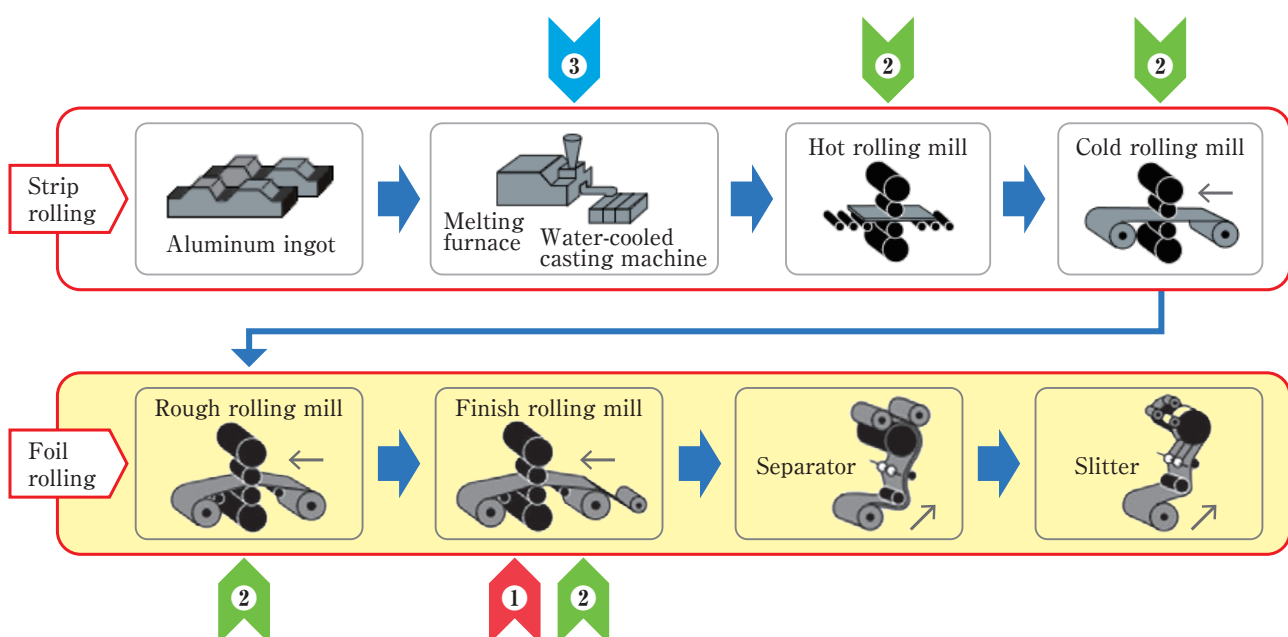 3
2
2
Strip
rolling
Aluminum ingot
Melting
furnace
Water-cooled
casting machine
Hot rolling mill
Cold rolling mill
Foil
rolling
Rough rolling mill
Finish rolling mill
Separator
Slitter
2
1
2